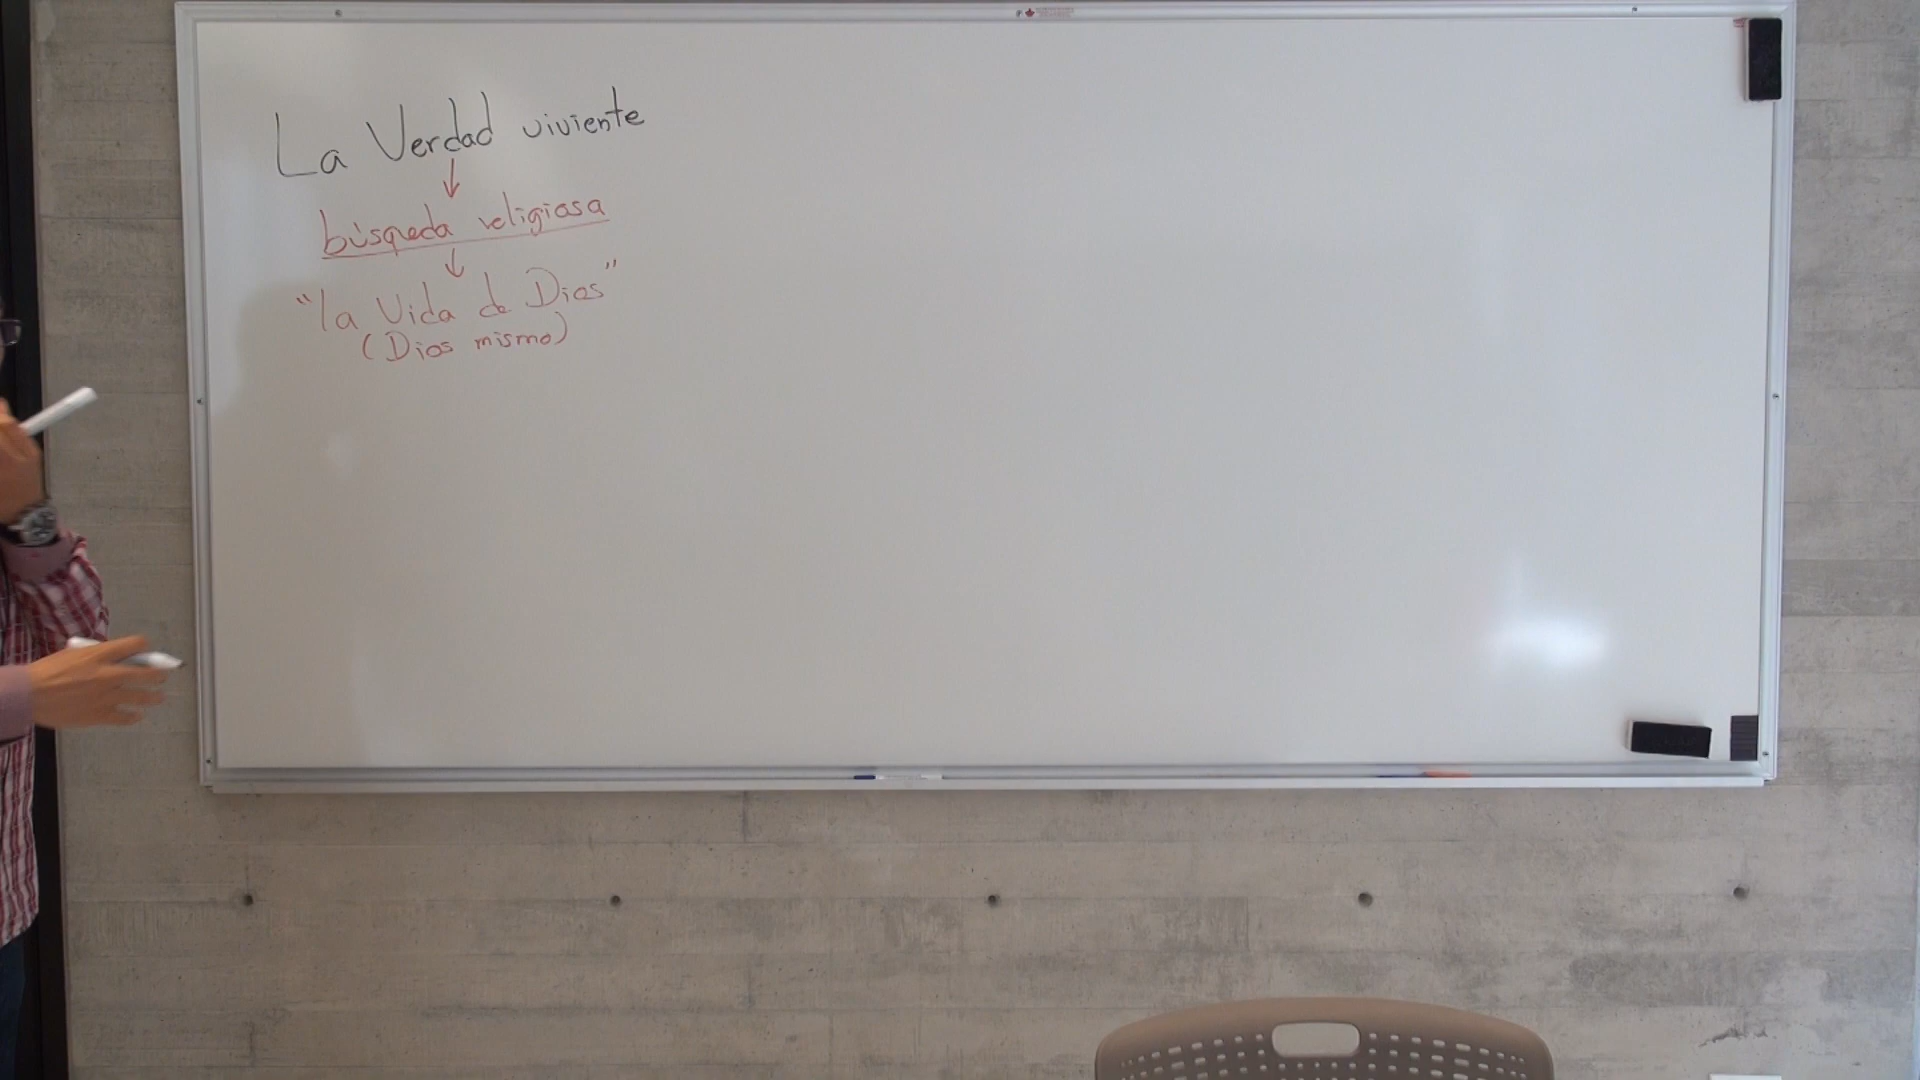 La Verdad viviente
↓
búsqueda religiosa
↓
"la Vida de Dios"
(Dios mismo)